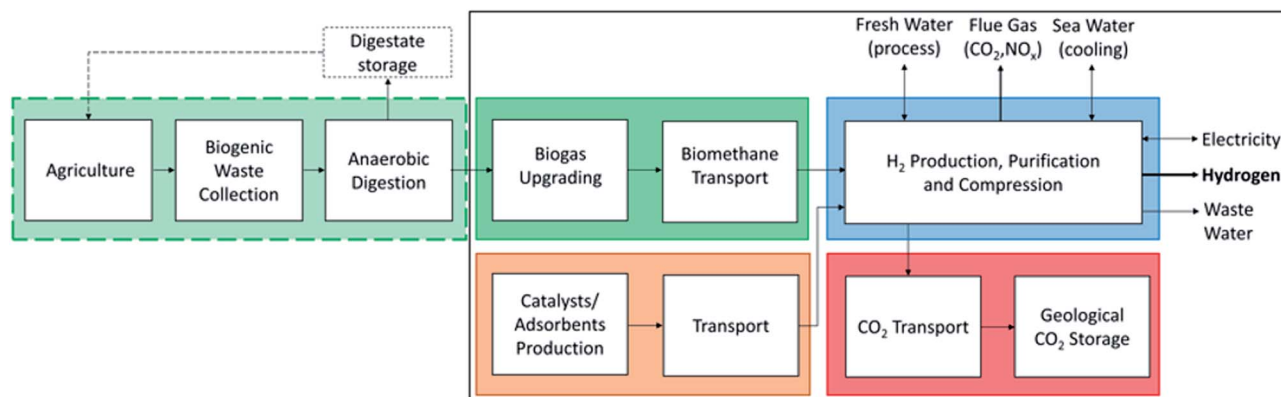 Digestate
storage
Agriculture
Biogenic
Waste
Collection
Anaerobic
Digestion
Biogas
Upgrading
Biomethane
Transport
Fresh Water
(process)
Flue Gas
(CO₂,NOₓ)
Sea Water
(cooling)
H₂ Production, Purification
and Compression
Electricity
Hydrogen
Waste
Water
Catalysts/
Adsorbents
Production
Transport
CO₂ Transport
Geological
CO₂ Storage